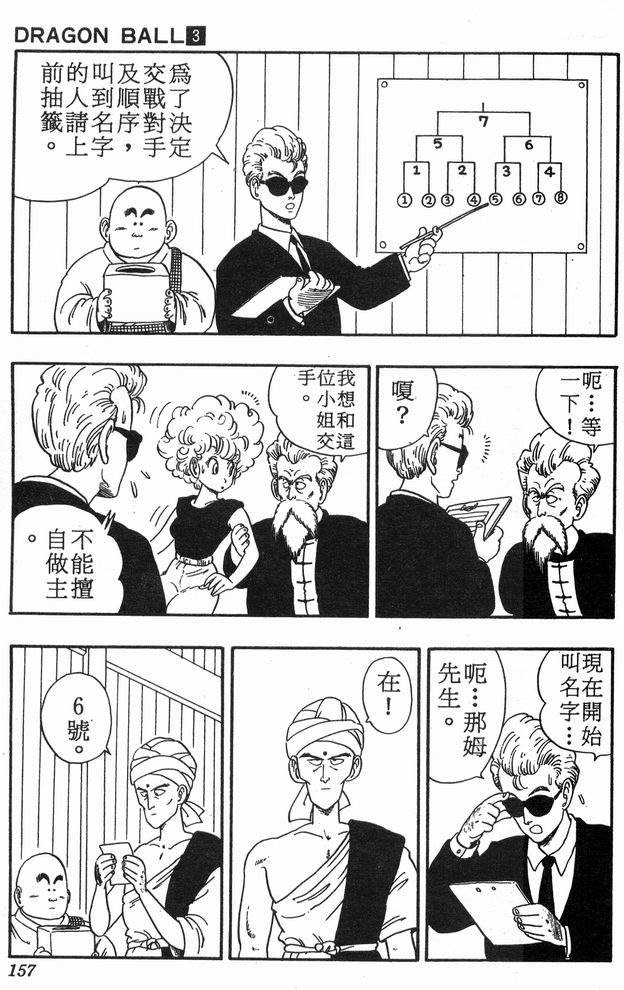 DRAGON BALL 3
為了決定
交戰對手
及順序，
叫到名字
的人請上
前抽籤。
7
5 6
1 2 3 4
① ② ③ ④ ⑤ ⑥ ⑦ ⑧
呃…等
一下！
嗄？
我想和這
位小姐交
手。
不能擅
自做主
。
現在開始
叫名字…
呃…那姆
先生。
在！
6號。
157